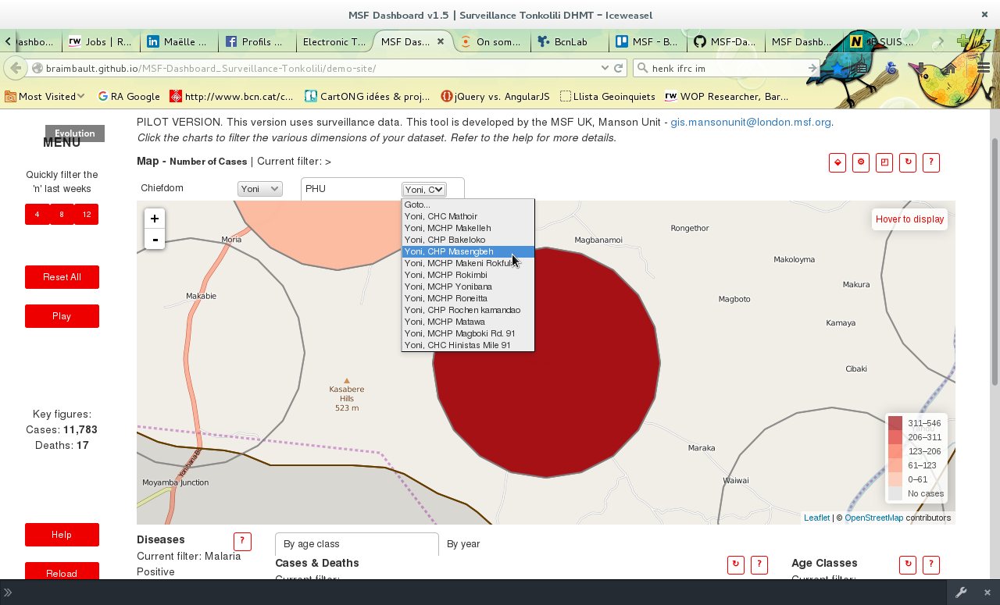 MSF Dashboard v1.5 | Surveillance Tonkolili DHMT − Iceweasel
ashbo...
Jobs | R...
Maëlle ...
Profils
Electronic T...
MSF Das...
On som...
BcnLab
MSF - B...
MSF-Da...
MSF Dashb...
braimbault.github.io/MSF-Dashboard_Surveillance-Tonkolili/demo-site/
henk ifrc im
Most Visited
RA Google
http://www.bcn.cat/c...
CartONG idées & proj...
jQuery vs. AngularJS
Llista Geoinquiets
WOP Researcher, Bar...
Evolution
MENU
Quickly filter the
'n' last weeks
4 8 12
Reset All
Play
Key figures:
Cases: 11,783
Deaths: 17
Help
Reload
PILOT VERSION. This version uses surveillance data. This tool is developed by the MSF UK, Manson Unit - gis.mansonunit@london.msf.org.
Click the charts to filter the various dimensions of your dataset. Refer to the help for more details.
Map - Number of Cases | Current filter: >
?
Chiefdom
Yoni
PHU
Yoni, C
Goto...
Yoni, CHC Mathoir
Yoni, MCHP Makelleh
Yoni, CHP Bakeloko
Yoni, CHP Masengbeh
Yoni, MCHP Makeni Rokfull
Yoni, MCHP Rokimbi
Yoni, MCHP Yonibana
Yoni, MCHP Roneitta
Yoni, CHP Rochen kamandao
Yoni, MCHP Matawa
Yoni, MCHP Magboki Rd. 91
Yoni, CHC Hinistas Mile 91
+
-
Hover to display
Moria
Magbanamoi
Rongethor
Makoloyma
Makabie
Makura
Magboto
Kamaya
Cibaki
Kasabere
Hills
523 m
Maraka
Waiwai
Moyamba Junction
311–546
206–311
123–206
61–123
0–61
No cases
Leaflet | © OpenStreetMap contributors
Diseases
?
Current filter: Malaria
Positive
By age class
By year
Cases & Deaths
?
Current filter:
Age Classes
?
Current filter: